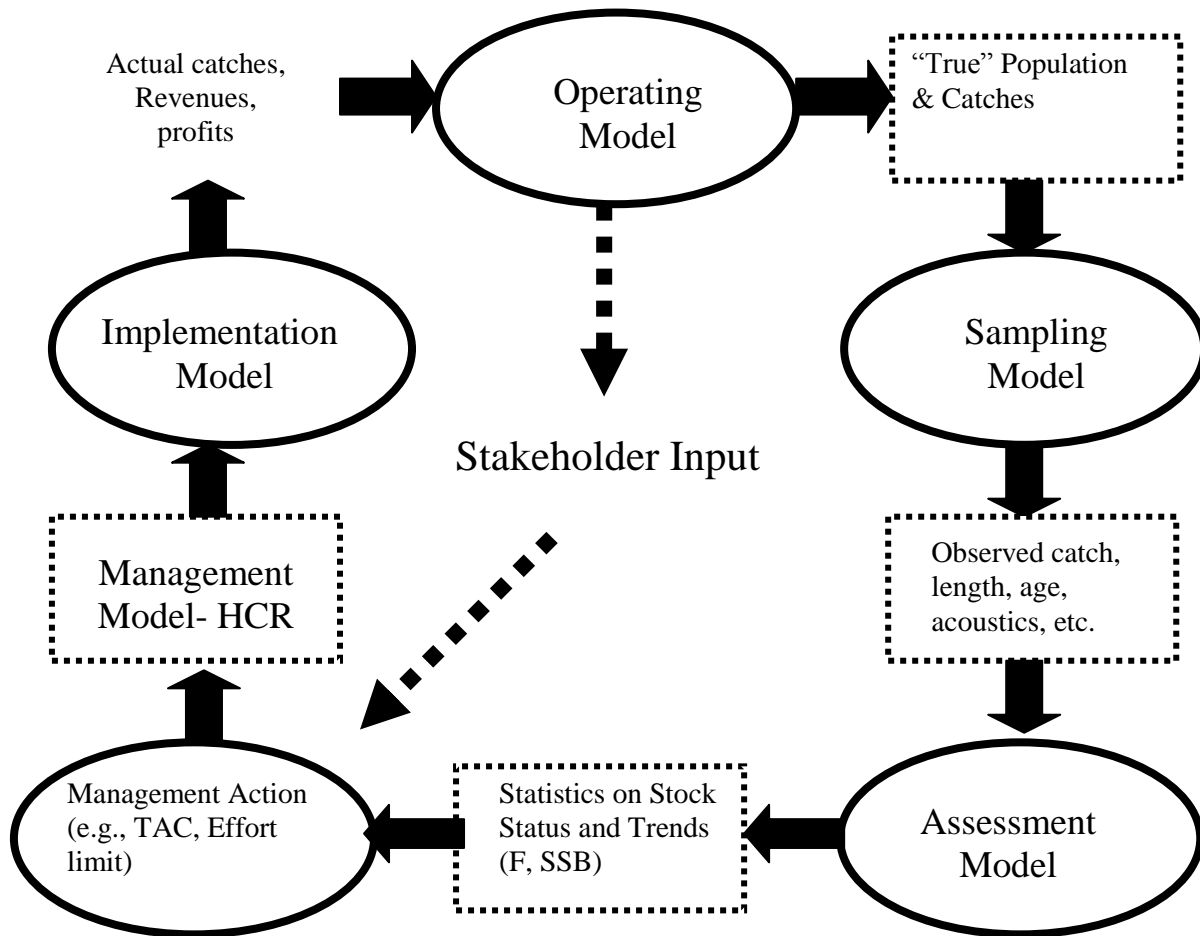 Actual catches,
Revenues,
profits
Operating
Model
“True” Population
& Catches
Implementation
Model
Sampling
Model
Stakeholder Input
Management
Model- HCR
Observed catch,
length, age,
acoustics, etc.
Management Action
(e.g., TAC, Effort
limit)
Statistics on Stock
Status and Trends
(F, SSB)
Assessment
Model